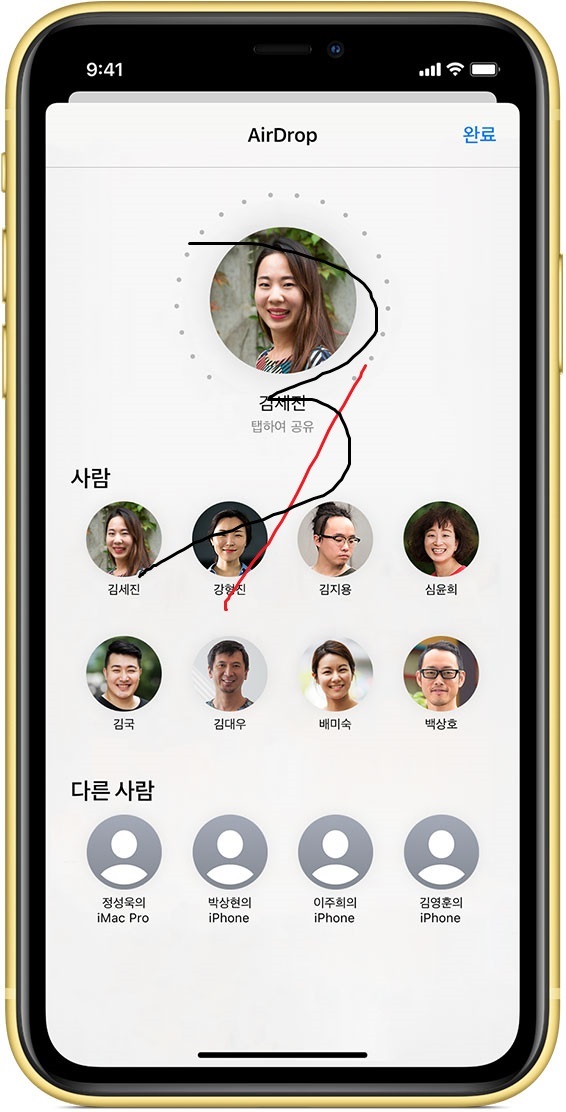 9:41
AirDrop
완료
김세진
탭하여 공유
사람
김세진
강형진
김지용
심윤희
김국
김대우
배미숙
백상호
다른 사람
정성욱의
iMac Pro
박상현의
iPhone
이주희의
iPhone
김영훈의
iPhone